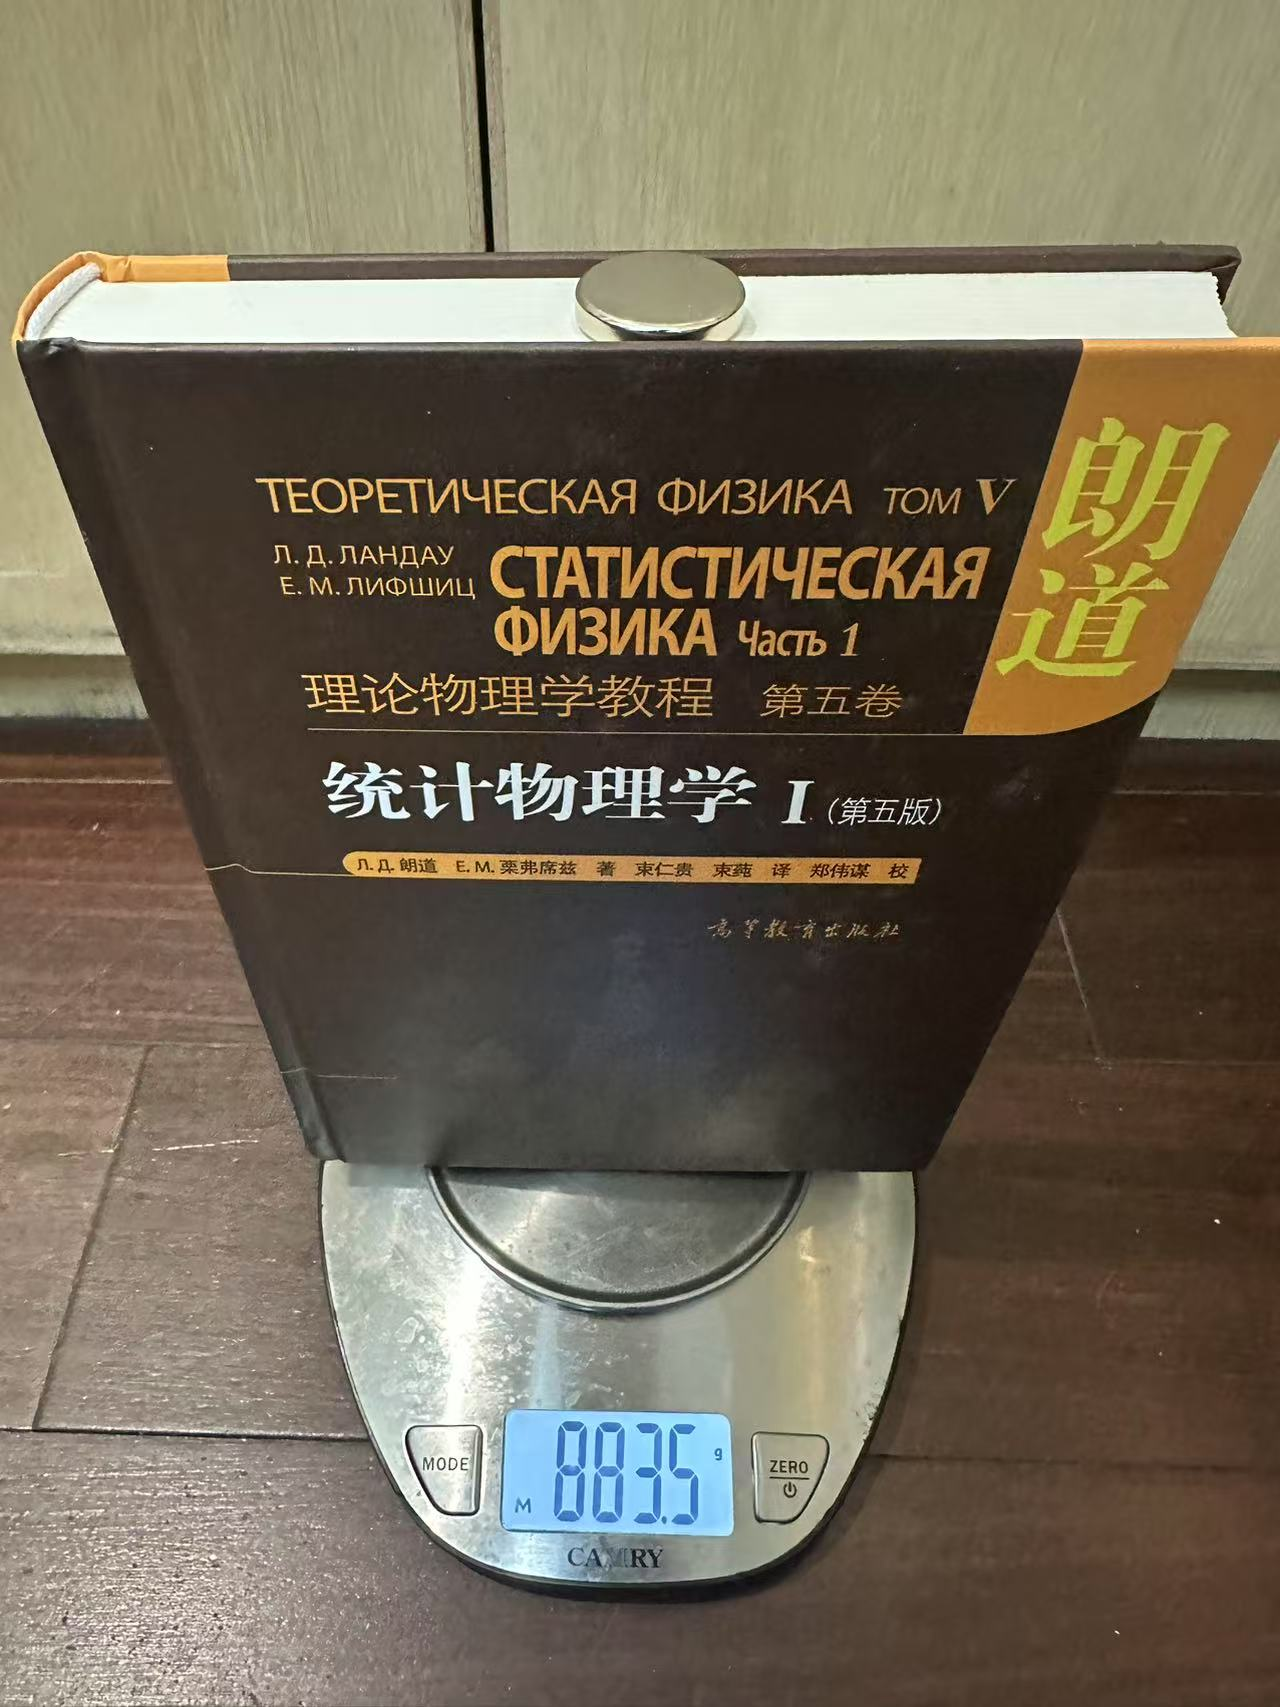 ТЕОРЕТИЧЕСКАЯ ФИЗИКА ТОМ V
Л. Д. ЛАНДАУ
Е. М. ЛИФШИЦ
СТАТИСТИЧЕСКАЯ
ФИЗИКА Часть 1
朗道
理论物理学教程 第五卷
统计物理学 I (第五版)
Л. Д. 朗道 Е. М. 栗弗席兹 著 束仁贵 束莼 译 郑伟谋 校
高等教育出版社
MODE
M 883.5 g
ZERO
CAMRY